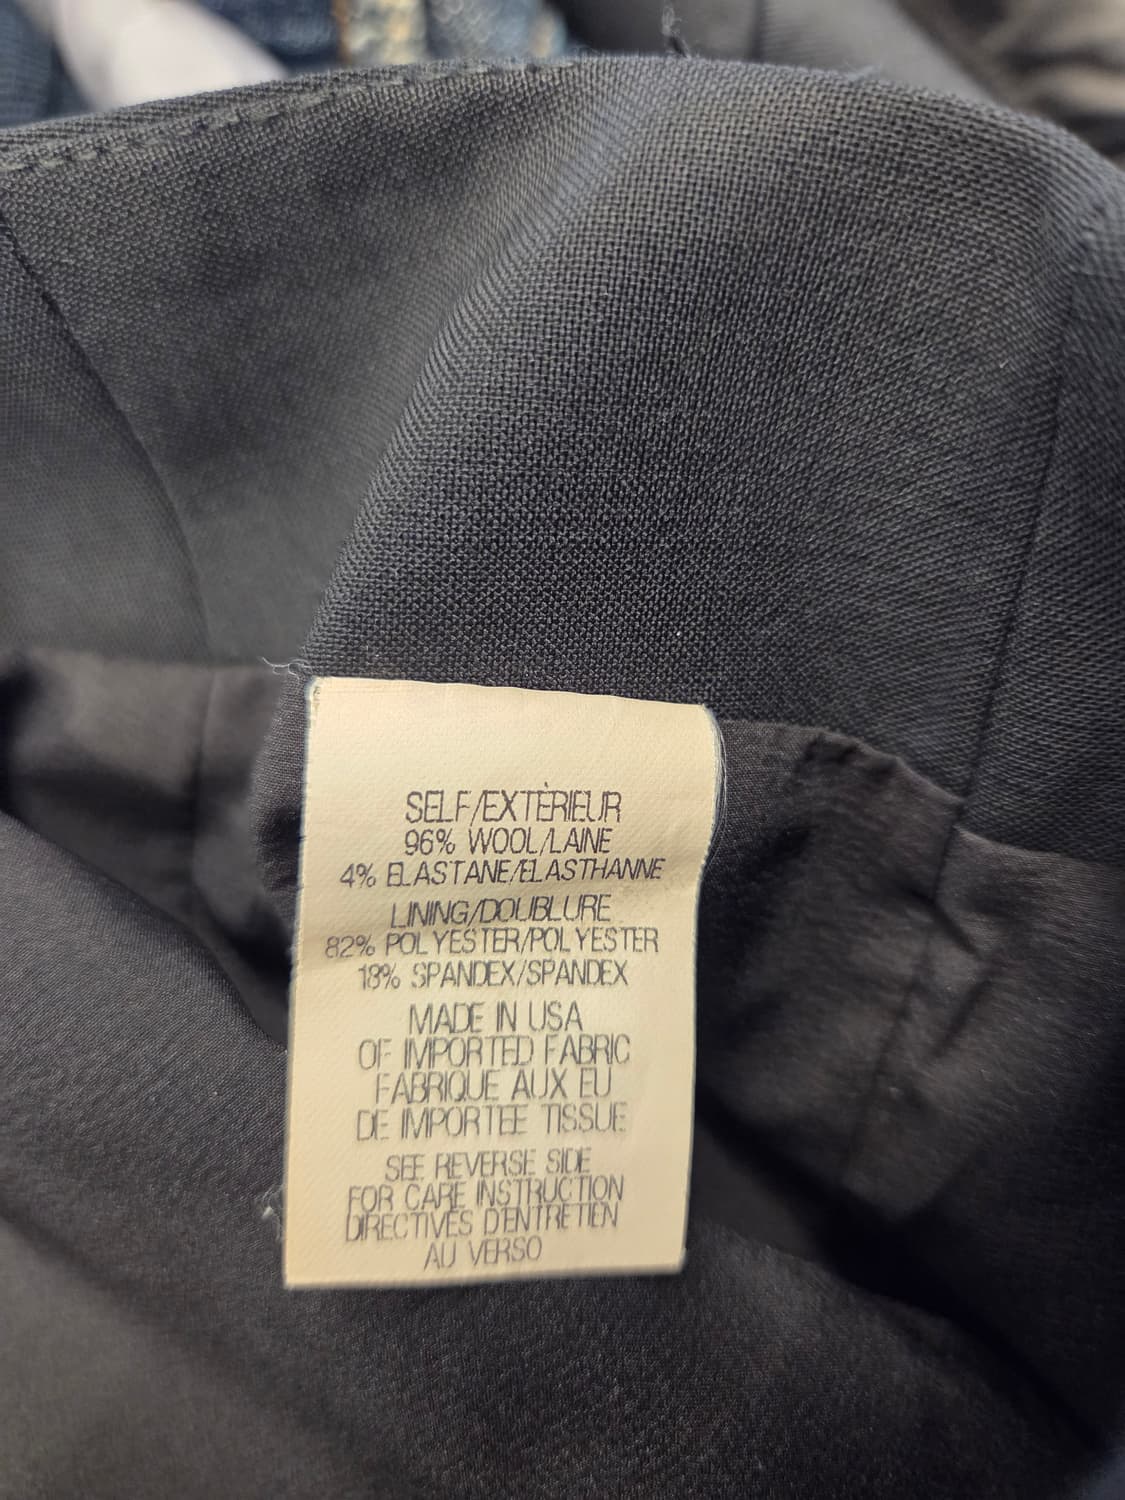 SELF/EXTÈRIEUR
96% WOOL/LAINE
4% ELASTANE/ELASTHANNE
LINING/DOUBLURE
82% POLYESTER/POLYESTER
18% SPANDEX/SPANDEX
MADE IN USA
OF IMPORTED FABRIC
FABRIQUE AUX EU
DE IMPORTEE TISSUE
SEE REVERSE SIDE
FOR CARE INSTRUCTION
DIRECTIVES D'ENTRETIEN
AU VERSO